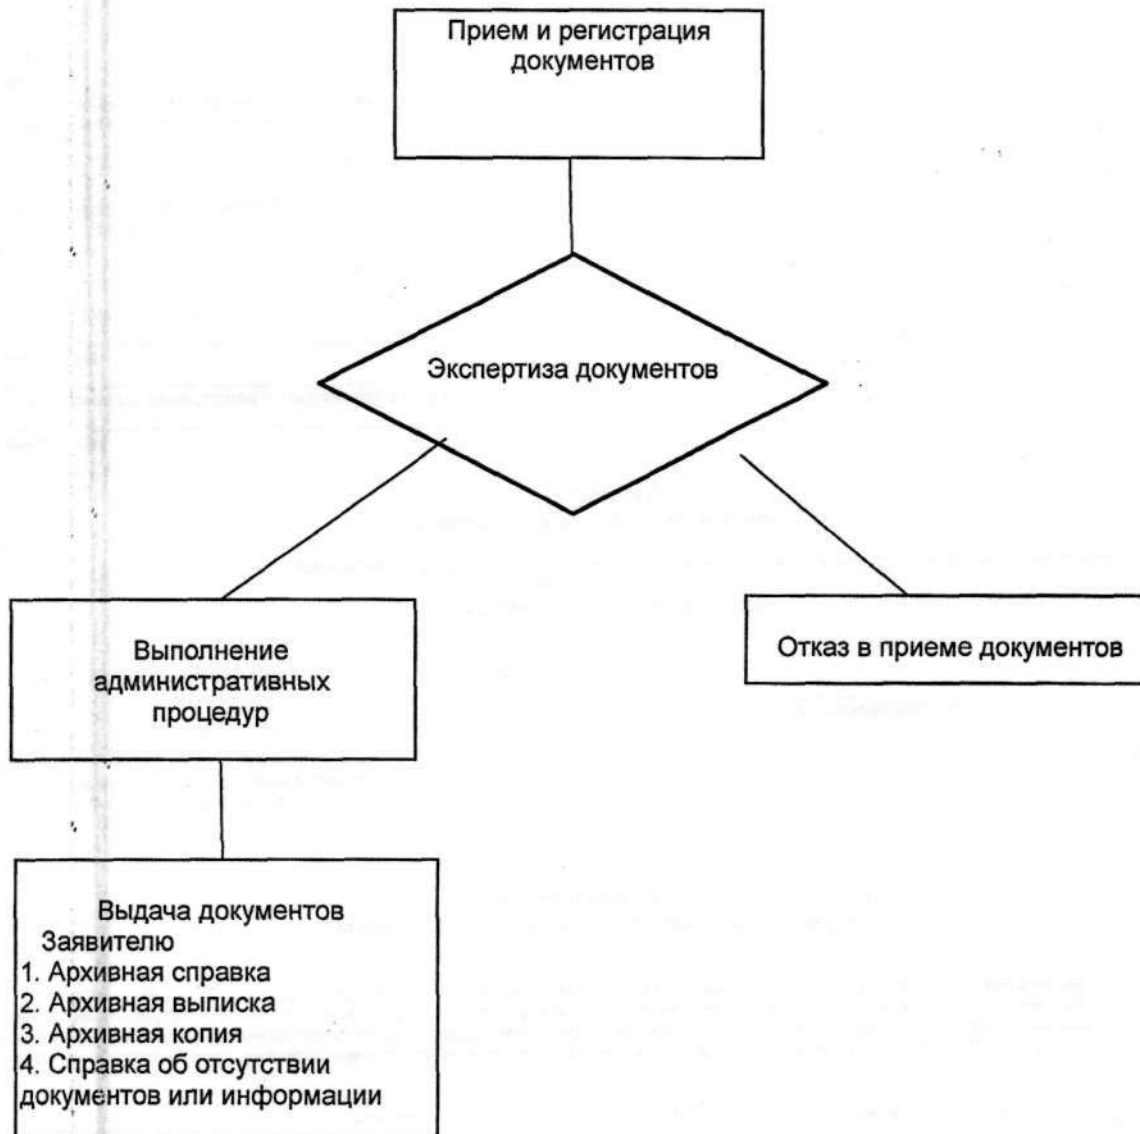 Прием и регистрация
документов
Экспертиза документов
Выполнение
административных
процедур
Отказ в приеме документов
Выдача документов
Заявителю
1. Архивная справка
2. Архивная выписка
3. Архивная копия
4. Справка об отсутствии
документов или информации